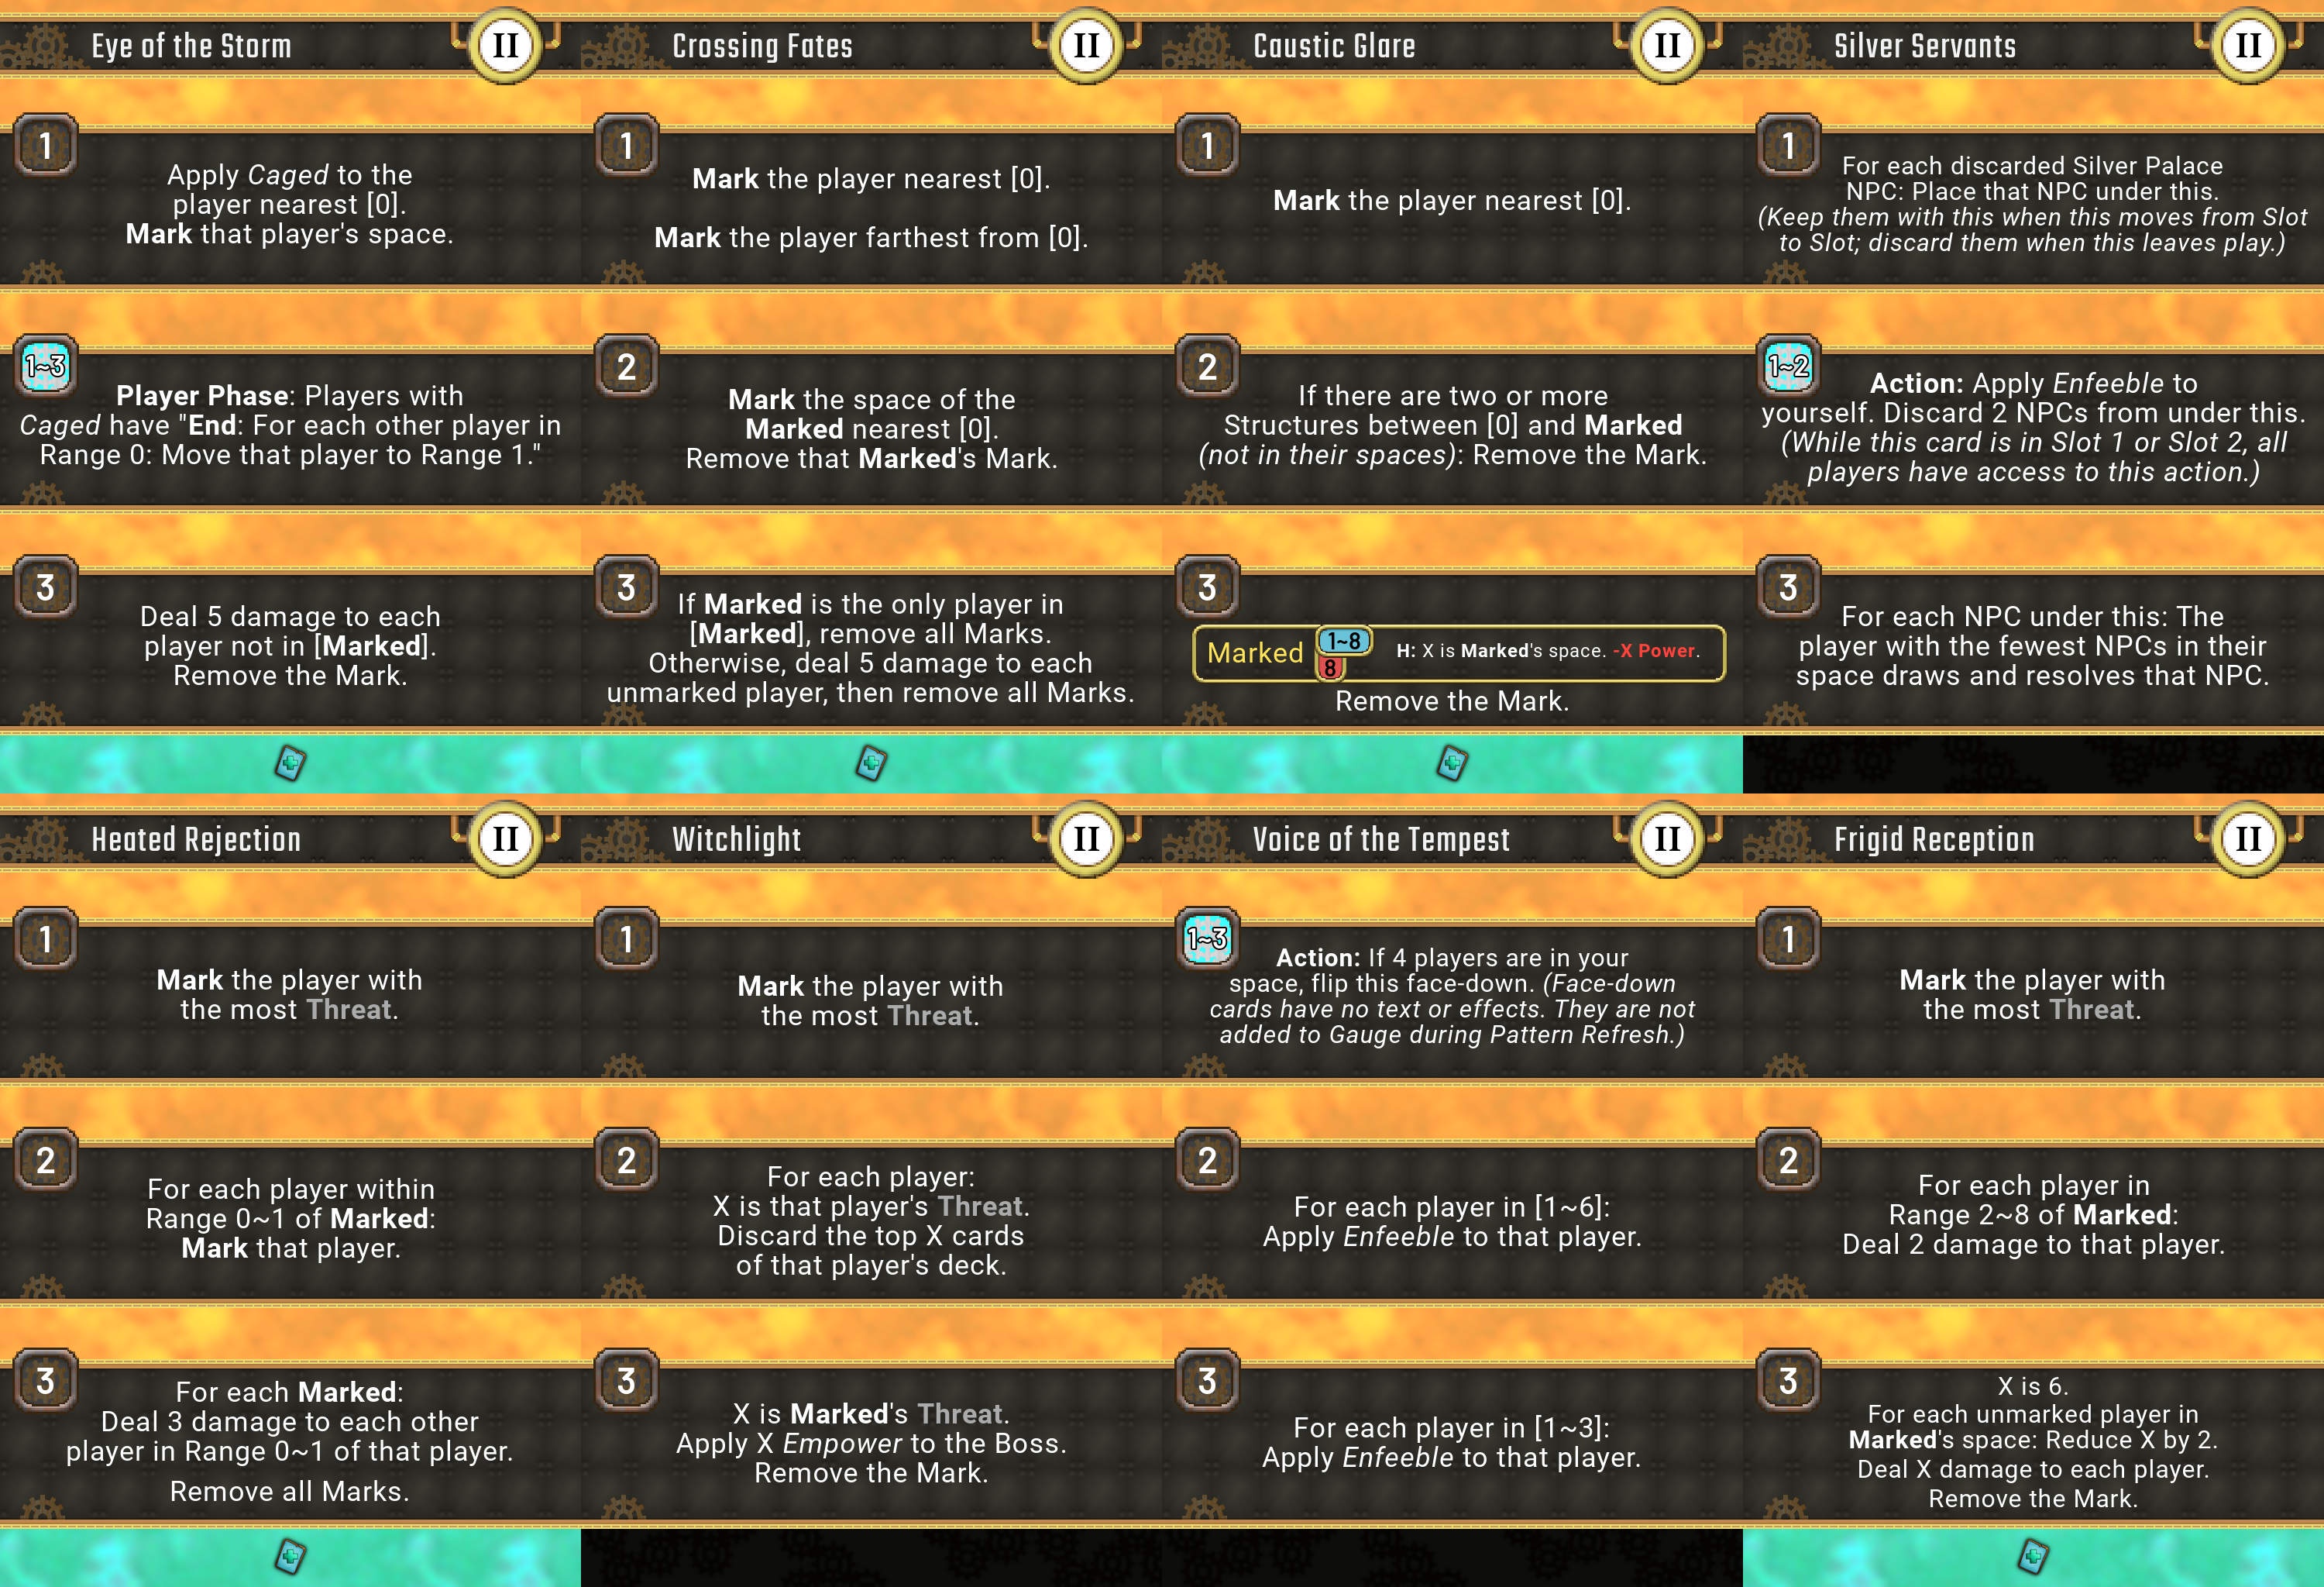 Eye of the Storm
II
1
Apply Caged to the
player nearest [0].
Mark that player's space.
1~3
Player Phase: Players with
Caged have "End: For each other player in
Range 0: Move that player to Range 1."
3
Deal 5 damage to each
player not in [Marked].
Remove the Mark.
Crossing Fates
II
1
Mark the player nearest [0].
Mark the player farthest from [0].
2
Mark the space of the
Marked nearest [0].
Remove that Marked's Mark.
3
If Marked is the only player in
[Marked], remove all Marks.
Otherwise, deal 5 damage to each
unmarked player, then remove all Marks.
Caustic Glare
II
1
Mark the player nearest [0].
2
If there are two or more
Structures between [0] and Marked
(not in their spaces): Remove the Mark.
3
Marked 1~8 H: X is Marked's space. -X Power.
8
Remove the Mark.
Silver Servants
II
1
For each discarded Silver Palace
NPC: Place that NPC under this.
(Keep them with this when this moves from Slot
to Slot; discard them when this leaves play.)
1~2
Action: Apply Enfeeble to
yourself. Discard 2 NPCs from under this.
(While this card is in Slot 1 or Slot 2, all
players have access to this action.)
3
For each NPC under this: The
player with the fewest NPCs in their
space draws and resolves that NPC.
Heated Rejection
II
1
Mark the player with
the most Threat.
2
For each player within
Range 0~1 of Marked:
Mark that player.
3
For each Marked:
Deal 3 damage to each other
player in Range 0~1 of that player.
Remove all Marks.
Witchlight
II
1
Mark the player with
the most Threat.
2
For each player:
X is that player's Threat.
Discard the top X cards
of that player's deck.
3
X is Marked's Threat.
Apply X Empower to the Boss.
Remove the Mark.
Voice of the Tempest
II
1~3
Action: If 4 players are in your
space, flip this face-down. (Face-down
cards have no text or effects. They are not
added to Gauge during Pattern Refresh.)
2
For each player in [1~6]:
Apply Enfeeble to that player.
3
For each player in [1~3]:
Apply Enfeeble to that player.
Frigid Reception
II
1
Mark the player with
the most Threat.
2
For each player in
Range 2~8 of Marked:
Deal 2 damage to that player.
3
X is 6.
For each unmarked player in
Marked's space: Reduce X by 2.
Deal X damage to each player.
Remove the Mark.